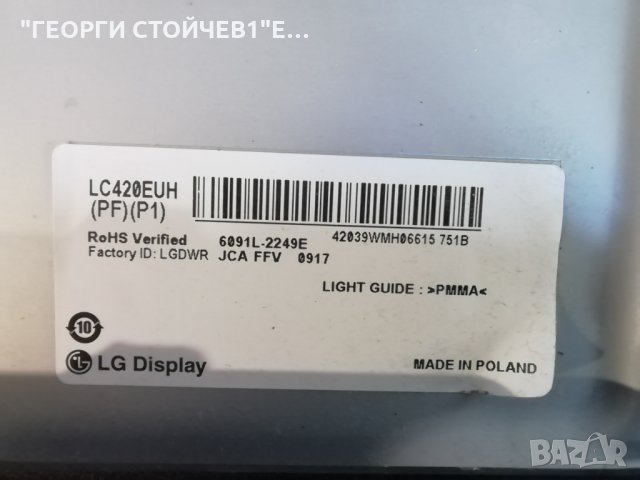 "ГЕОРГИ СТОЙЧЕВ1"Е...
LC420EUH
(PF)(P1)
RoHS Verified 6091L-2249E 42039WMH06615 751B
Factory ID: LGDWR JCA FFV 0917
LIGHT GUIDE : >PMMA<
10
LG Display
MADE IN POLAND
BAZAR